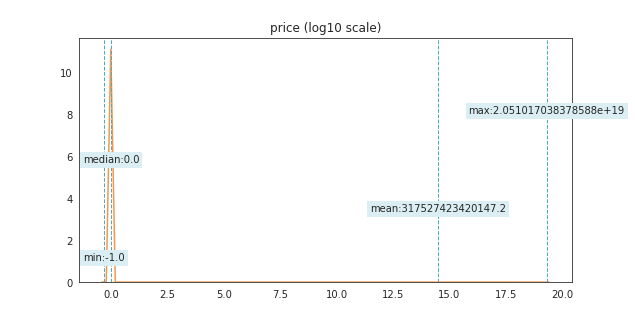 price (log10 scale)
10
8
6
4
2
0
max:2.051017038378588e+19
median:0.0
mean:317527423420147.2
min:-1.0
0.0 2.5 5.0 7.5 10.0 12.5 15.0 17.5 20.0